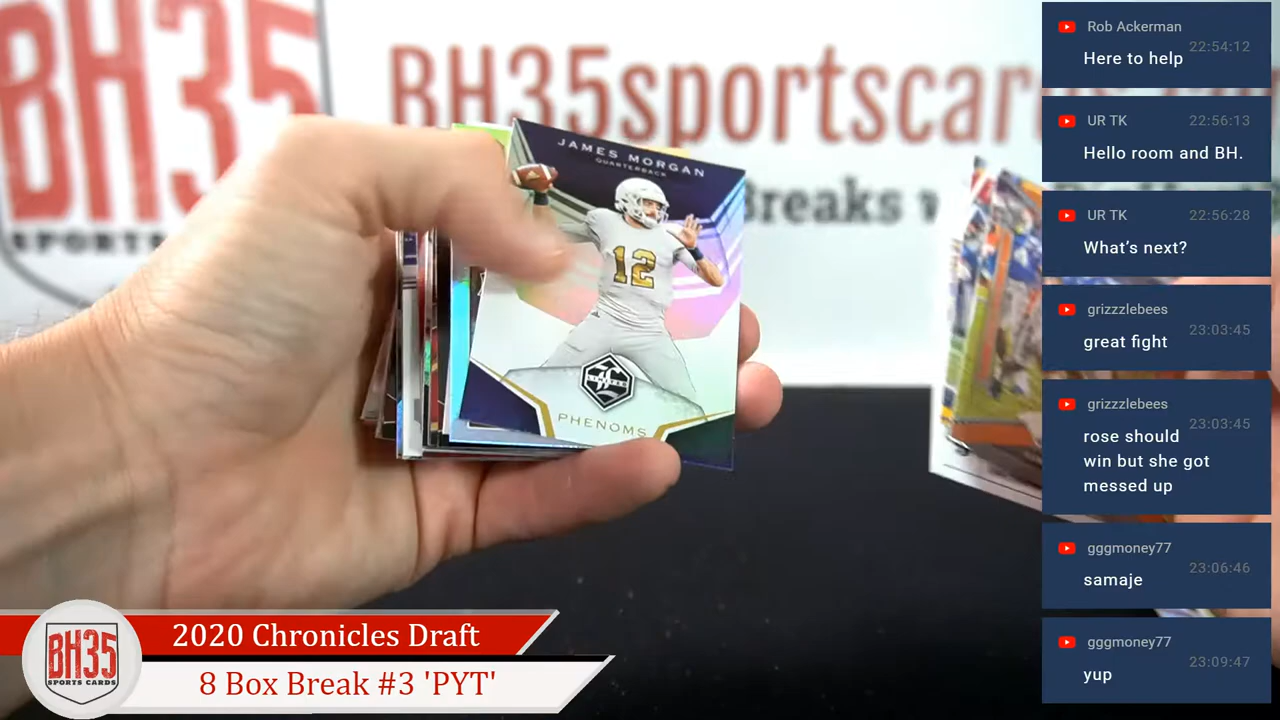 BH35
SPORTS
BH35sportscar
Breaks
JAMES MORGAN
QUARTERBACK
12
LIMITED
PHENOMS
Rob Ackerman
22:54:12
Here to help
UR TK
22:56:13
Hello room and BH.
UR TK
22:56:28
What’s next?
grizzzlebees
23:03:45
great fight
grizzzlebees
23:03:45
rose should
win but she got
messed up
gggmoney77
23:06:46
samaje
gggmoney77
23:09:47
yup
BH35
SPORTS CARDS
2020 Chronicles Draft
8 Box Break #3 'PYT'